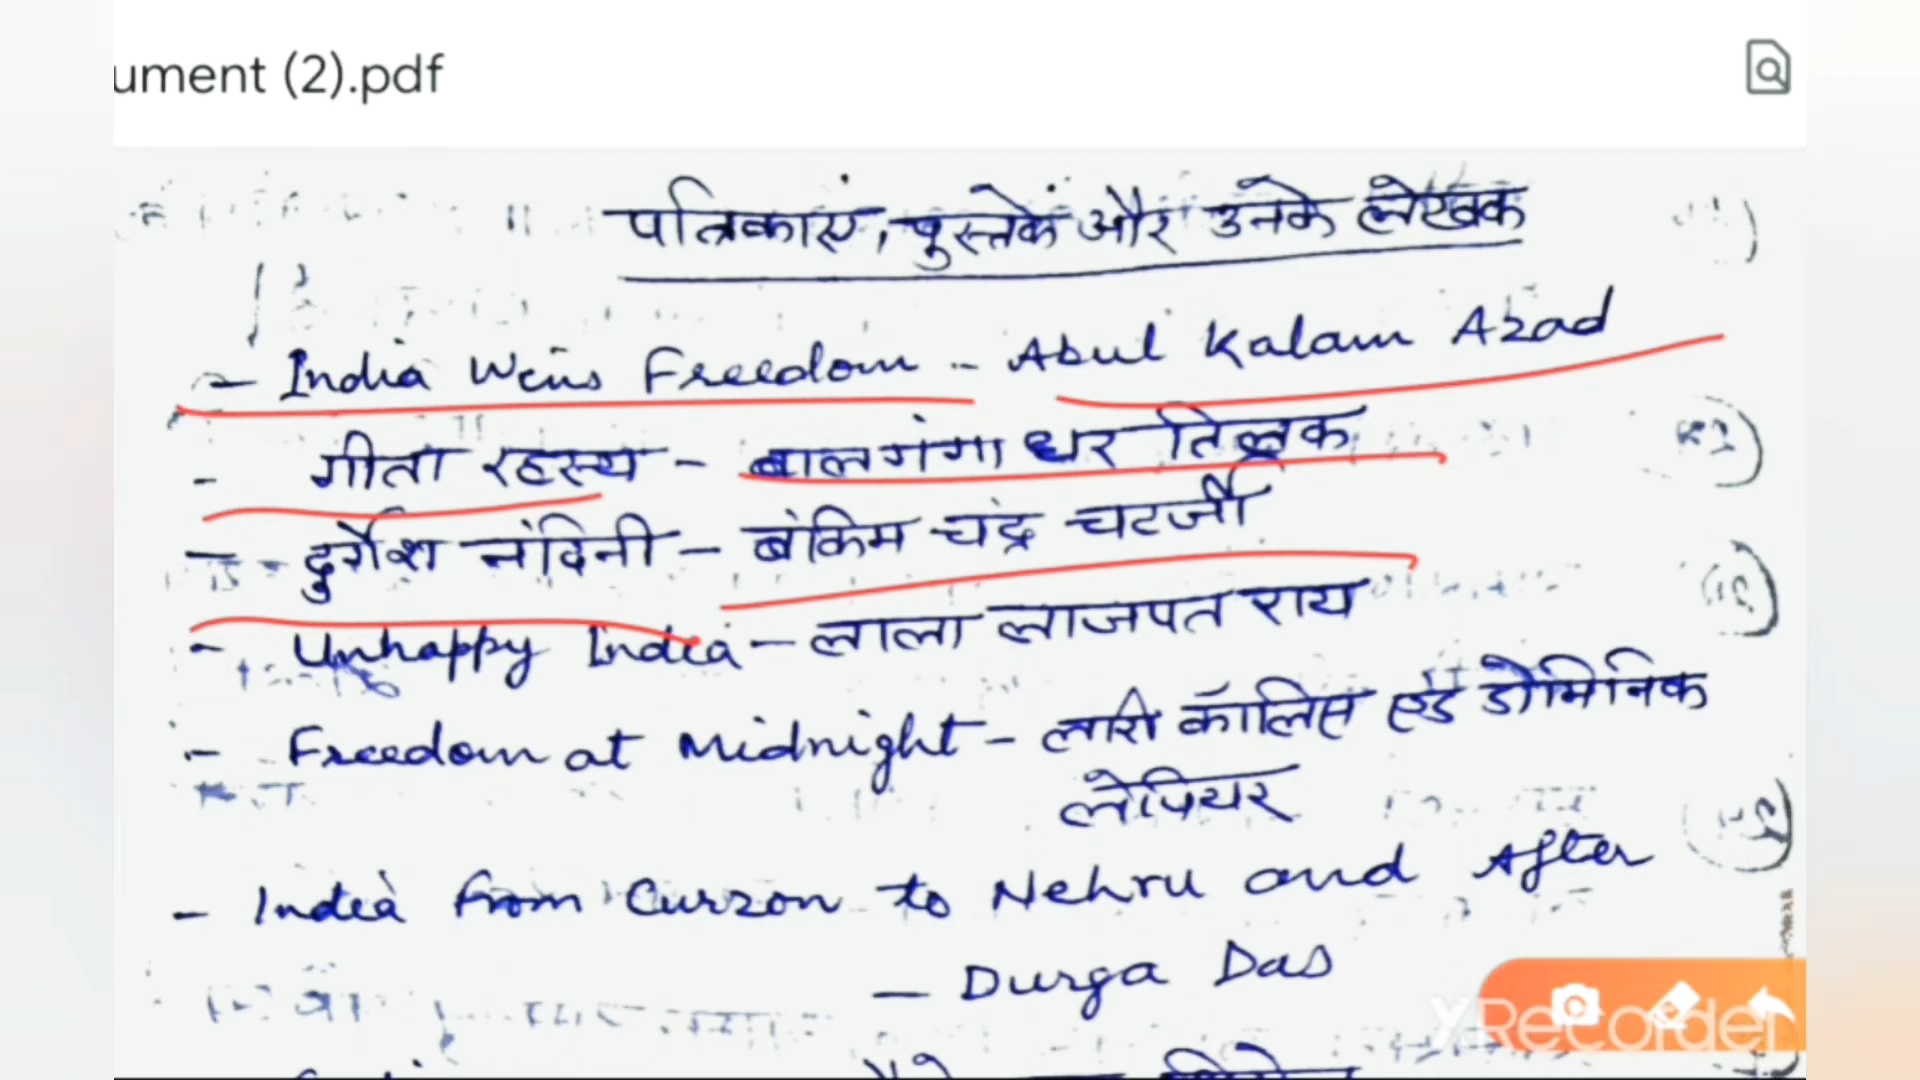 ument (2).pdf
पत्रिकाएं, पुस्तकें और उनके लेखक
- India Wins Freedom - Abul Kalam Azad
- गीता रहस्य - बालगंगा धर तिलक
- दुर्गेश नंदिनी - बंकिम चंद्र चटर्जी
- Unhappy India - लाला लाजपत राय
- Freedom at Midnight - लारी कॉलिस एंड डोमिनिक
लेपियर
- India from Curzon to Nehru and After
- Durga Das
XRecorder